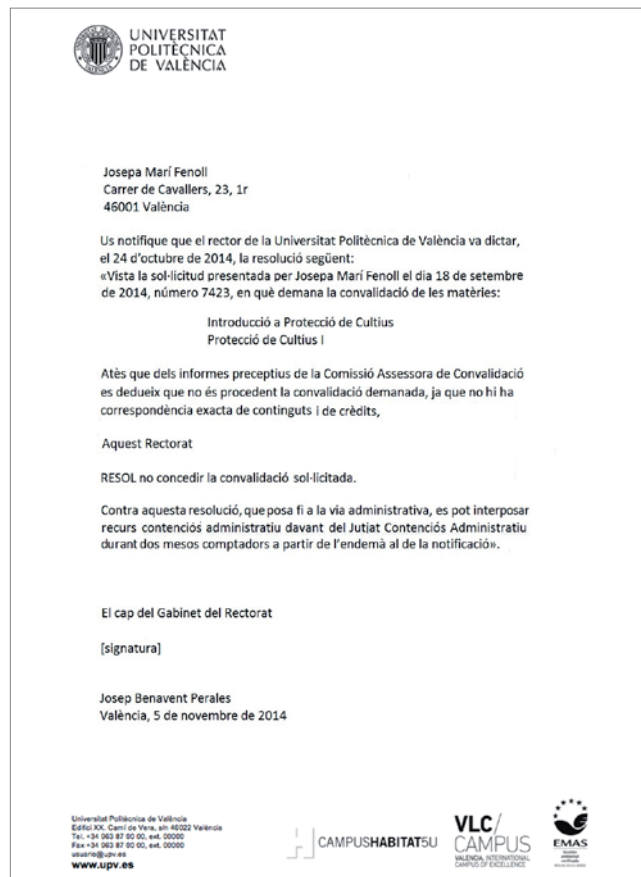 UNIVERSITAT
POLITÈCNICA
DE VALÈNCIA
Josepa Marí Fenoll
Carrer de Cavallers, 23, 1r
46001 València
Us notifique que el rector de la Universitat Politècnica de València va dictar,
el 24 d'octubre de 2014, la resolució següent:
«Vista la sol·licitud presentada per Josepa Marí Fenoll el dia 18 de setembre
de 2014, número 7423, en què demana la convalidació de les matèries:
Introducció a Protecció de Cultius
Protecció de Cultius I
Atès que dels informes preceptius de la Comissió Assessora de Convalidació
es dedueix que no és procedent la convalidació demanada, ja que no hi ha
correspondència exacta de continguts i de crèdits,
Aquest Rectorat
RESOL no concedir la convalidació sol·licitada.
Contra aquesta resolució, que posa fi a la via administrativa, es pot interposar
recurs contenciós administratiu davant del Jutjat Contenciós Administratiu
durant dos mesos comptadors a partir de l'endemà al de la notificació».
El cap del Gabinet del Rectorat
[signatura]
Josep Benavent Perales
València, 5 de novembre de 2014
Universitat Politècnica de València
Edifici XX. Camí de Vera, s/n 46022 València
Tel. +34 963 87 00 00, ext. 00000
Fax +34 963 87 00 00, ext. 00000
usuario@upv.es
www.upv.es
CAMPUSHABITAT5U
VLC/
CAMPUS
VALENCIA, INTERNATIONAL
CAMPUS OF EXCELLENCE
EMAS